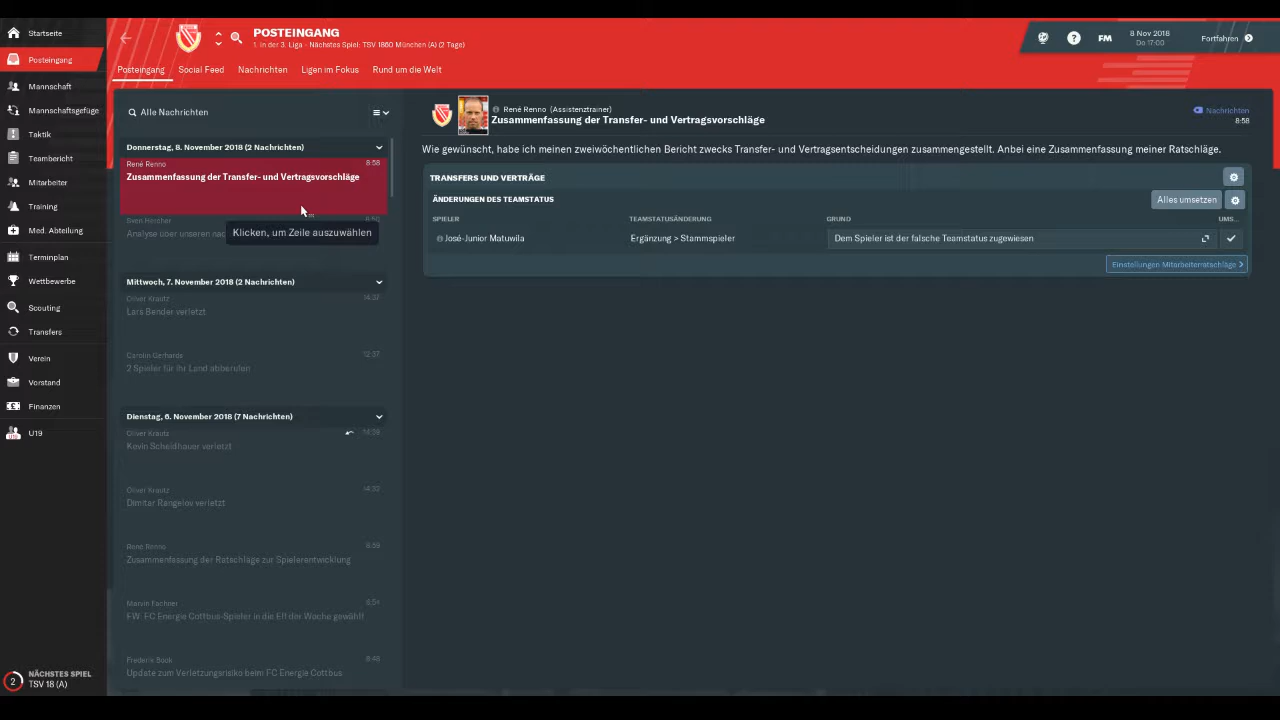 Startseite
Posteingang
Mannschaft
Mannschaftsgefüge
Taktik
Teambericht
Mitarbeiter
Training
Med. Abteilung
Terminplan
Wettbewerbe
Scouting
Transfers
Verein
Vorstand
Finanzen
U19
NÄCHSTES SPIEL
2 TSV 18 (A)
POSTEINGANG
1. in der 3. Liga - Nächstes Spiel: TSV 1860 München (A) (2 Tage)
? FM
8 Nov 2018
Do 17:00
Fortfahren
Posteingang Social Feed Nachrichten Ligen im Fokus Rund um die Welt
Alle Nachrichten
Donnerstag, 8. November 2018 (2 Nachrichten)
René Renno 8:58
Zusammenfassung der Transfer- und Vertragsvorschläge
8:50
Analyse über unseren
Klicken, um Zeile auszuwählen
Mittwoch, 7. November 2018 (2 Nachrichten)
Oliver Krautz 14:37
Lars Bender verletzt
Carolin Gerhards 12:37
2 Spieler für ihr Land abberufen
Dienstag, 6. November 2018 (7 Nachrichten)
Oliver Krautz 14:39
Kevin Scheidhauer verletzt
Oliver Krautz 14:32
Dimitar Rangelov verletzt
René Renno 8:59
Zusammenfassung der Ratschläge zur Spielerentwicklung
Marvin Fachner 8:54
FW: FC Energie Cottbus-Spieler in die Elf der Woche gewählt
Frederik Book 8:48
Update zum Verletzungsrisiko beim FC Energie Cottbus
René Renno (Assistenztrainer)
Zusammenfassung der Transfer- und Vertragsvorschläge
Nachrichten
8:58
Wie gewünscht, habe ich meinen zweiwöchentlichen Bericht zwecks Transfer- und Vertragsentscheidungen zusammengestellt. Anbei eine Zusammenfassung meiner Ratschläge.
TRANSFERS UND VERTRÄGE
ÄNDERUNGEN DES TEAMSTATUS
Alles umsetzen
SPIELER TEAMSTATUSÄNDERUNG GRUND UMS...
José-Junior Matuwila Ergänzung > Stammspieler Dem Spieler ist der falsche Teamstatus zugewiesen
Einstellungen Mitarbeiterratschläge